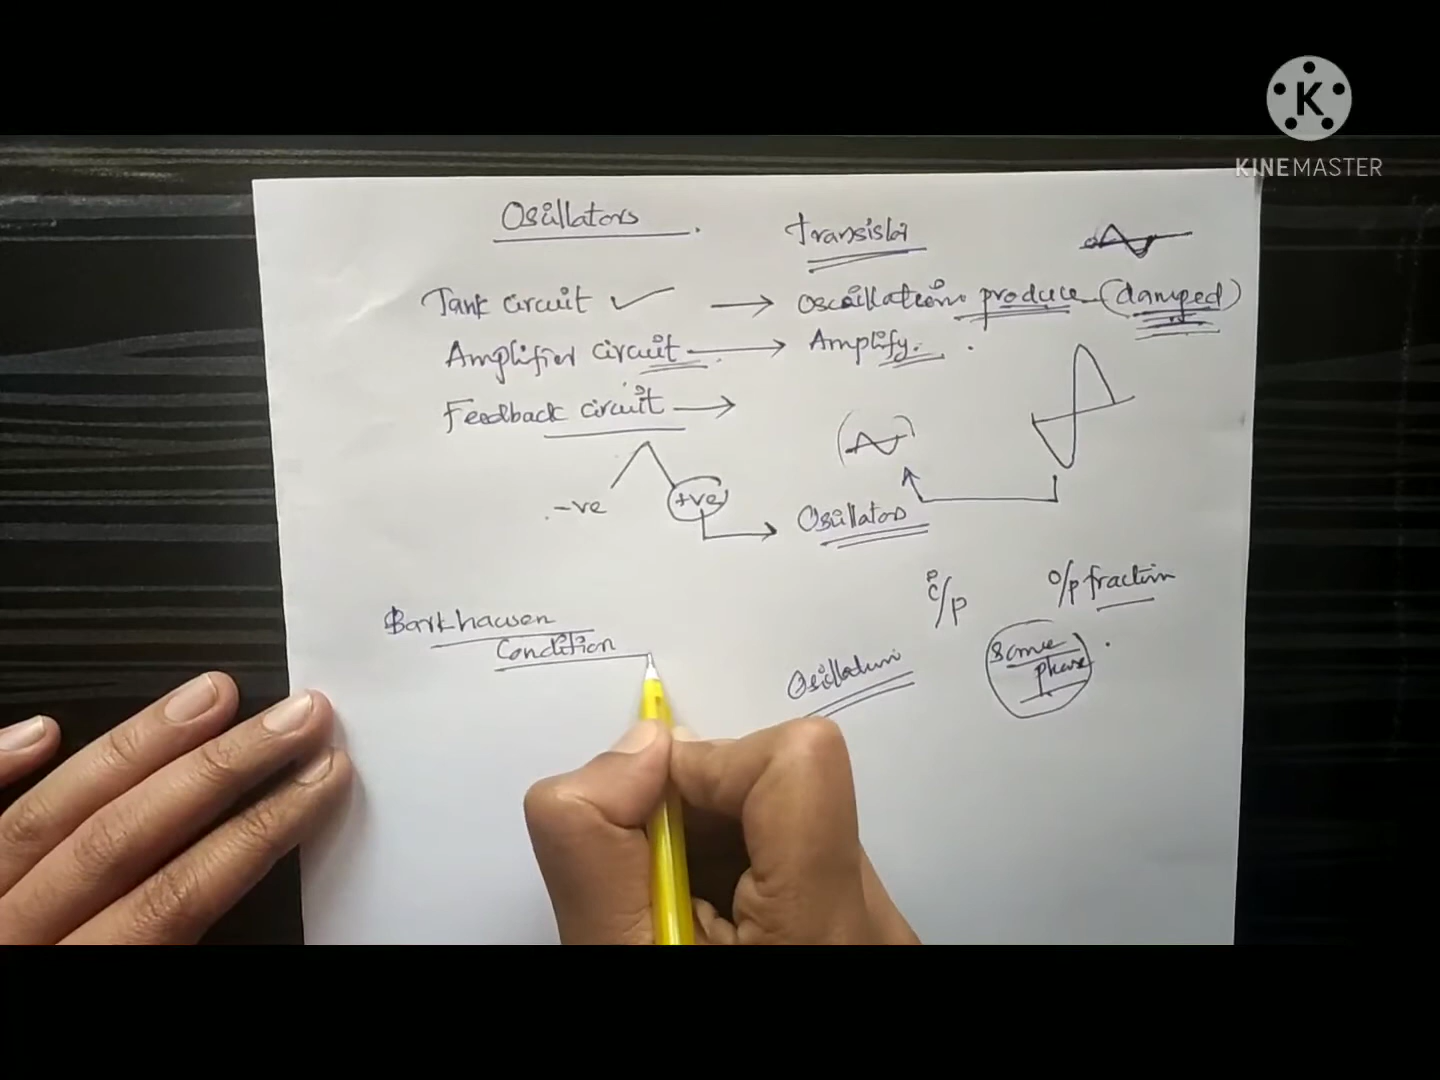 KINEMASTER
Oscillators.
transistor
Tank circuit ✓ → Oscillations produce (damped)
Amplifier circuit → Amplify.
Feedback circuit →
-ve
+ve
→ Oscillators
i/p
o/p fraction
Barkhausen
Condition
Oscillation
same
phase